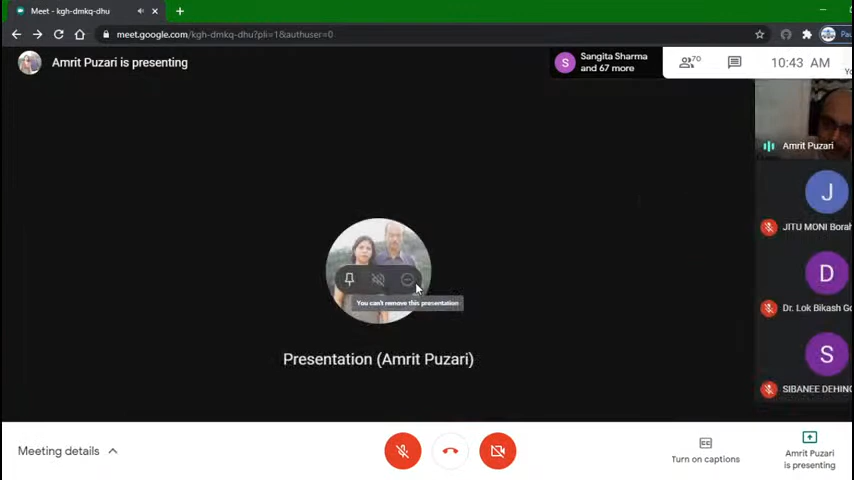 Meet - kgh-dmkq-dhu
meet.google.com/kgh-dmkq-dhu?pli=1&authuser=0
Amrit Puzari is presenting
S
Sangita Sharma
and 67 more
70
10:43 AM
Amrit Puzari
J
JITU MONI Borah
D
Dr. Lok Bikash Go
S
SIBANEE DEHING
You can't remove this presentation
Presentation (Amrit Puzari)
Meeting details
Turn on captions
Amrit Puzari
is presenting